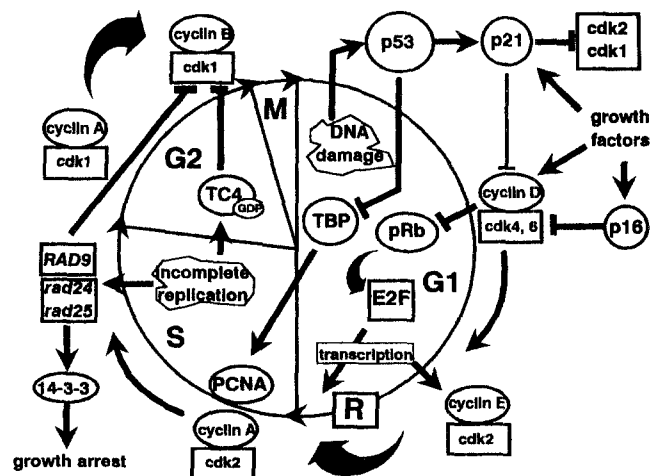 cyclin B
cdk1
p53
p21
cdk2
cdk1
M
DNA
damage
growth
factors
cyclin A
cdk1
G2
TC4
GDP
TBP
pRb
cyclin D
cdk4, 6
p16
RAD9
rad24
rad25
incomplete
replication
E2F
G1
S
transcription
14-3-3
PCNA
R
cyclin E
cdk2
cyclin A
cdk2
growth arrest